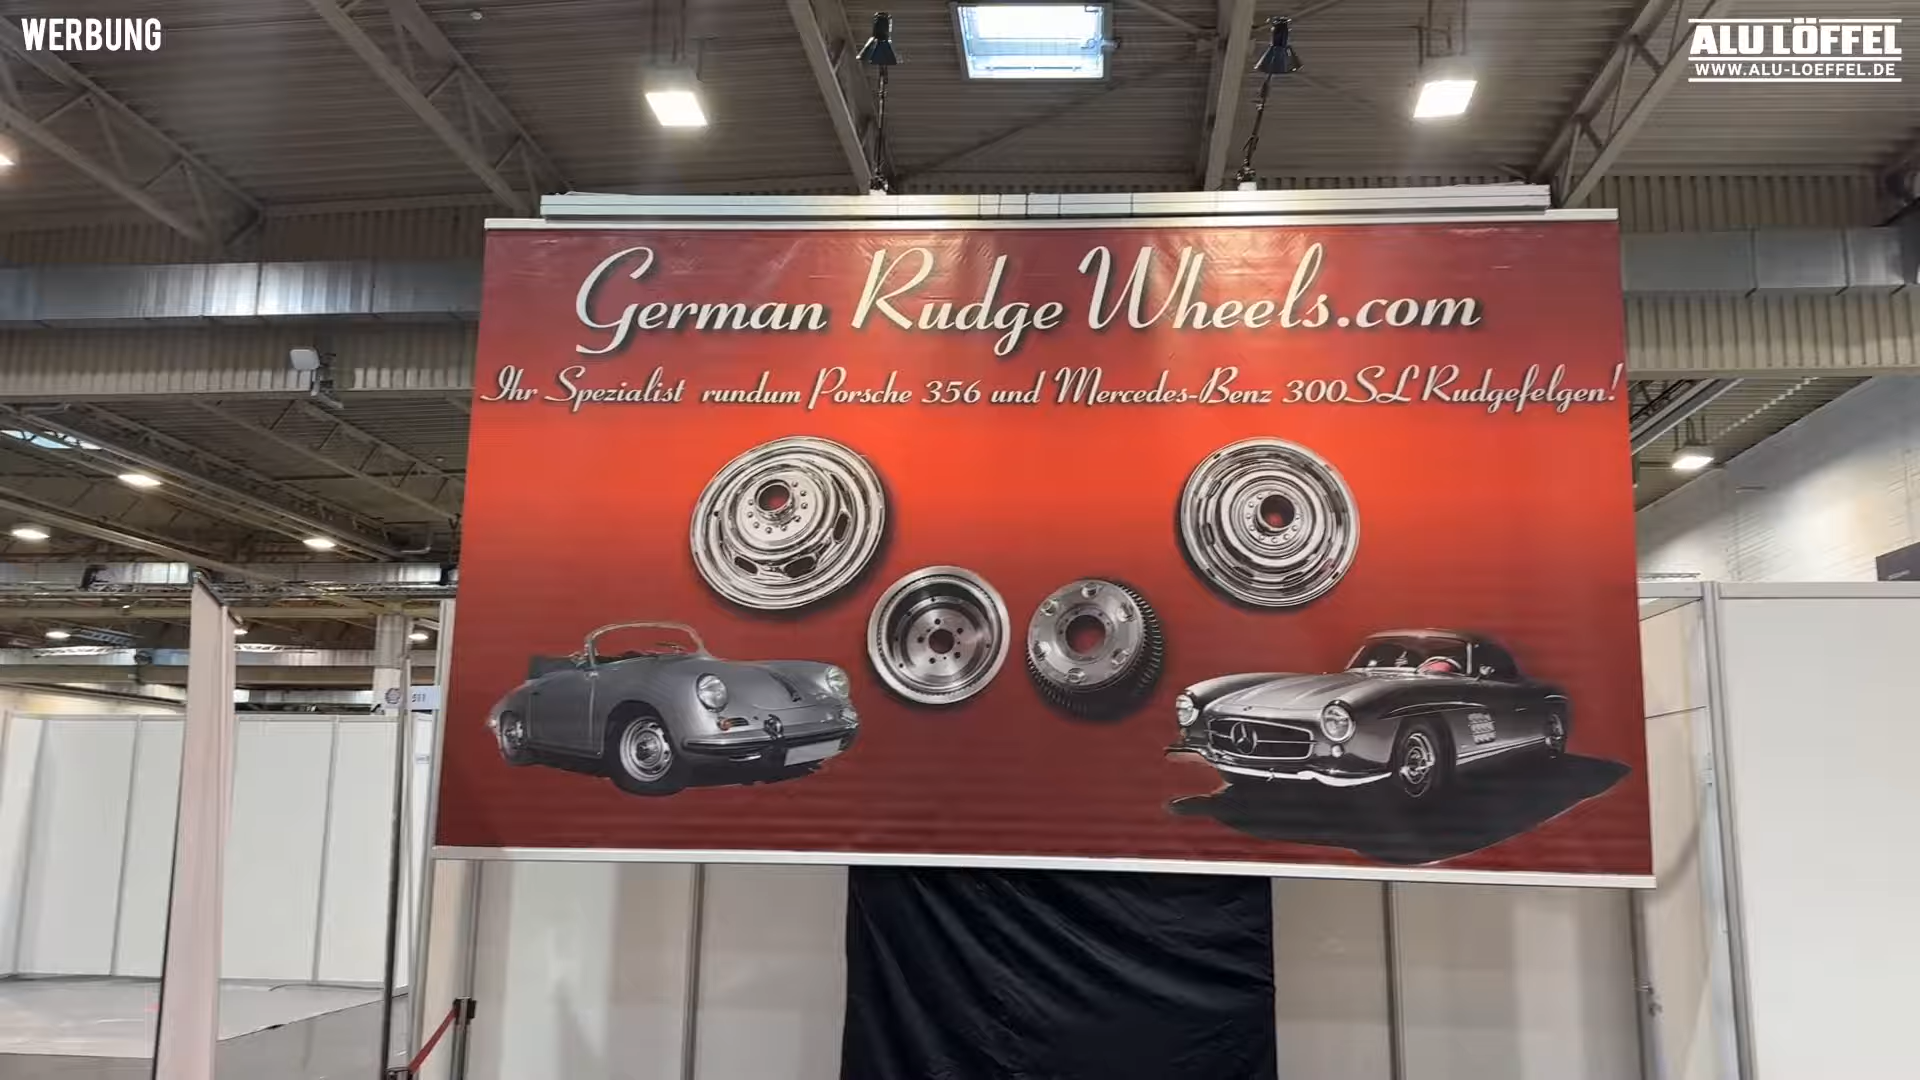 WERBUNG
ALU LÖFFEL
WWW.ALU-LOEFFEL.DE
German Rudge Wheels.com
Ihr Spezialist rundum Porsche 356 und Mercedes-Benz 300SL Rudgefelgen!
511